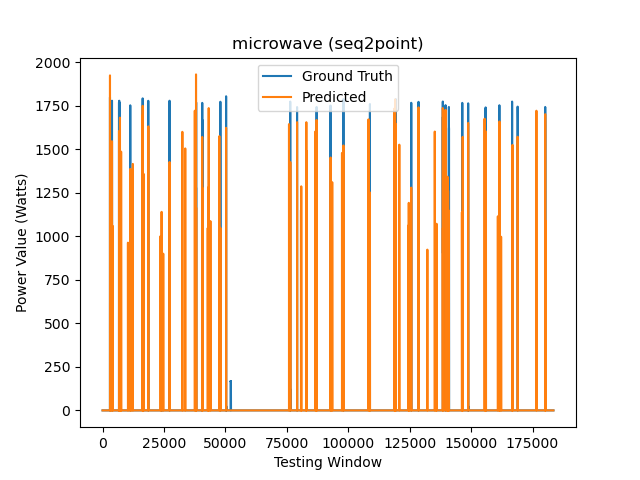 microwave (seq2point)
Ground Truth
Predicted
Power Value (Watts)
2000
1750
1500
1250
1000
750
500
250
0
0 25000 50000 75000 100000 125000 150000 175000
Testing Window